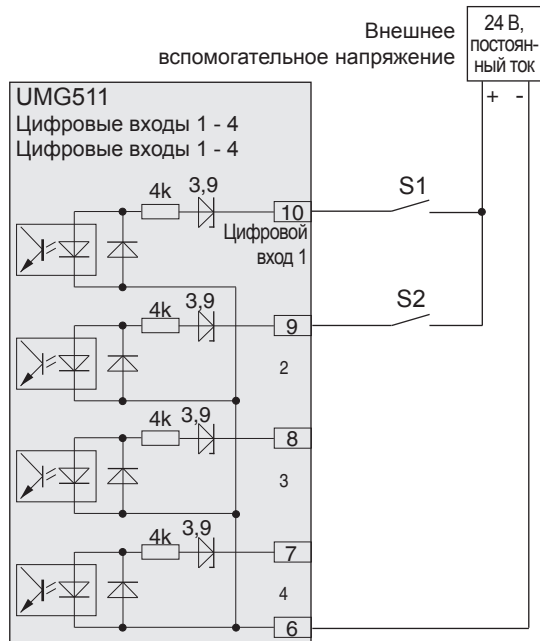 Внешнее
вспомогательное напряжение
24 В,
постоян-
ный ток
+ -
UMG511
Цифровые входы 1 - 4
Цифровые входы 1 - 4
4k 3,9
10
S1
Цифровой
вход 1
4k 3,9
9
S2
2
4k 3,9
8
3
4k 3,9
7
4
6